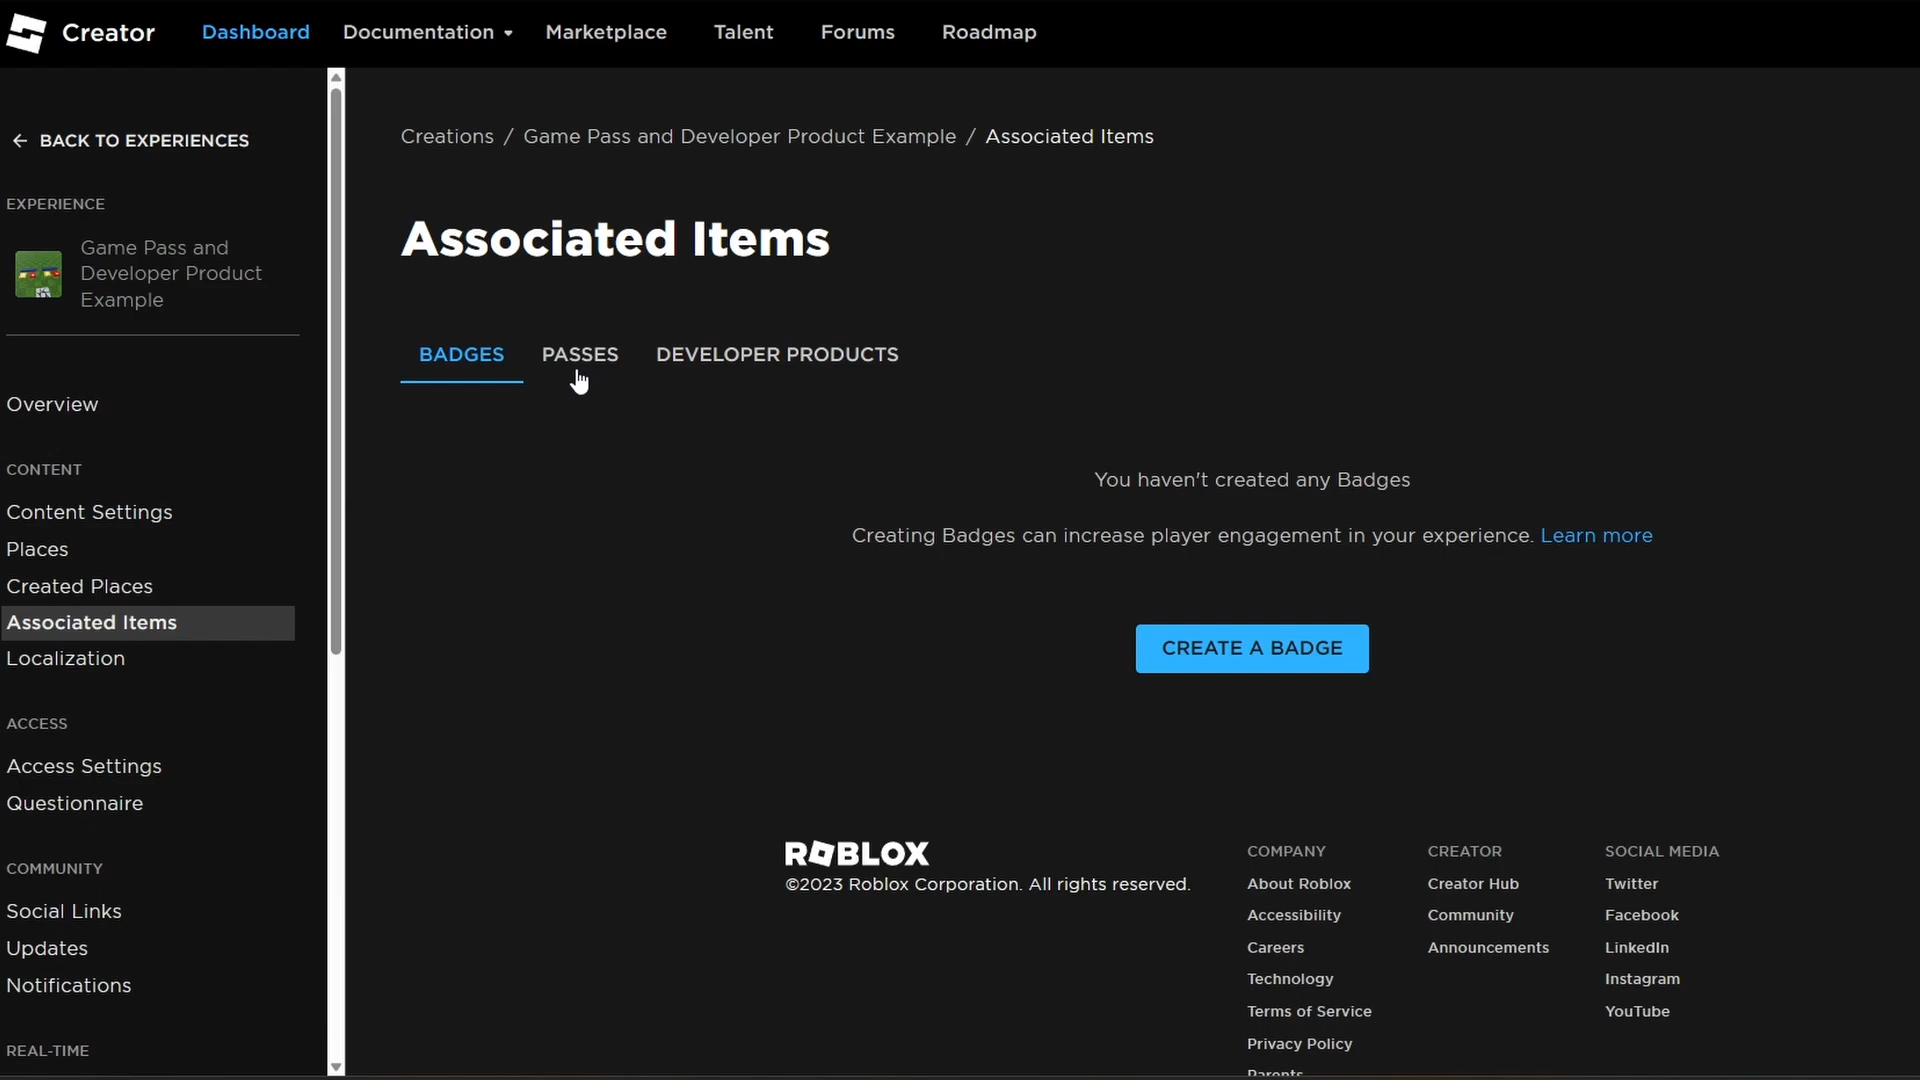 Creator
Dashboard
Documentation
Marketplace
Talent
Forums
Roadmap
BACK TO EXPERIENCES
EXPERIENCE
Game Pass and
Developer Product
Example
Overview
CONTENT
Content Settings
Places
Created Places
Associated Items
Localization
ACCESS
Access Settings
Questionnaire
COMMUNITY
Social Links
Updates
Notifications
REAL-TIME
Creations / Game Pass and Developer Product Example / Associated Items
Associated Items
BADGES
PASSES
DEVELOPER PRODUCTS
You haven't created any Badges
Creating Badges can increase player engagement in your experience. Learn more
CREATE A BADGE
ROBLOX
©2023 Roblox Corporation. All rights reserved.
COMPANY
About Roblox
Accessibility
Careers
Technology
Terms of Service
Privacy Policy
Parents
CREATOR
Creator Hub
Community
Announcements
SOCIAL MEDIA
Twitter
Facebook
LinkedIn
Instagram
YouTube